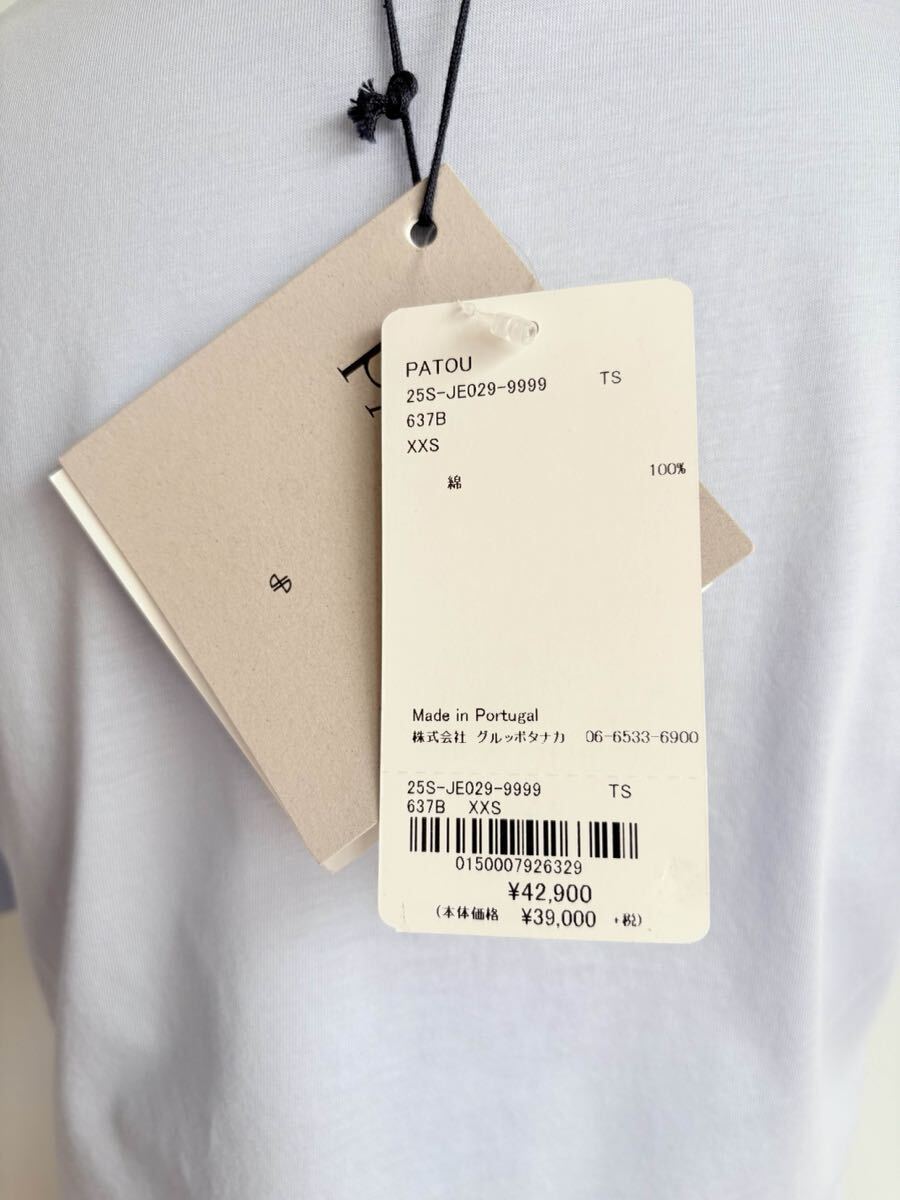 PATOU
25S-JE029-9999 TS
637B
XXS
綿 100%
Made in Portugal
株式会社 グルッポタナカ 06-6533-6900
25S-JE029-9999 TS
637B XXS
0150007926329
¥42,900
(本体価格 ¥39,000 +税)